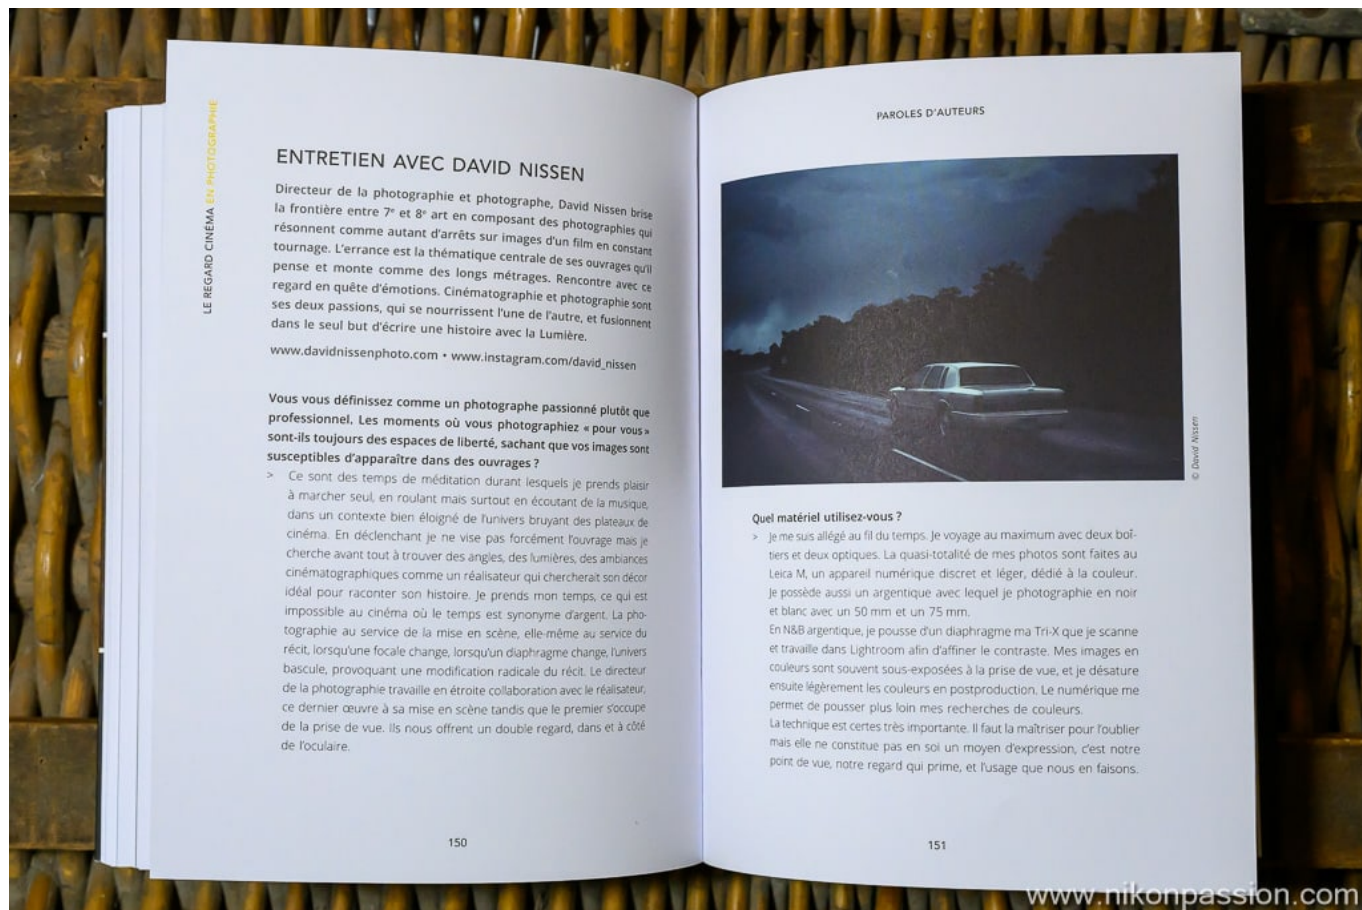 LE REGARD CINÉMA EN PHOTOGRAPHIE
ENTRETIEN AVEC DAVID NISSEN
Directeur de la photographie et photographe, David Nissen brise
la frontière entre 7e et 8e art en composant des photographies qui
résonnent comme autant d'arrêts sur images d'un film en constant
tournage. L'errance est la thématique centrale de ses ouvrages qu'il
pense et monte comme des longs métrages. Rencontre avec ce
regard en quête d'émotions. Cinématographie et photographie sont
ses deux passions, qui se nourrissent l'une de l'autre, et fusionnent
dans le seul but d'écrire une histoire avec la Lumière.
www.davidnissenphoto.com • www.instagram.com/david_nissen
Vous vous définissez comme un photographe passionné plutôt que
professionnel. Les moments où vous photographiez « pour vous »
sont-ils toujours des espaces de liberté, sachant que vos images sont
susceptibles d'apparaître dans des ouvrages ?
> Ce sont des temps de méditation durant lesquels je prends plaisir
à marcher seul, en roulant mais surtout en écoutant de la musique,
dans un contexte bien éloigné de l'univers bruyant des plateaux de
cinéma. En déclenchant je ne vise pas forcément l'ouvrage mais je
cherche avant tout à trouver des angles, des lumières, des ambiances
cinématographiques comme un réalisateur qui chercherait son décor
idéal pour raconter son histoire. Je prends mon temps, ce qui est
impossible au cinéma où le temps est synonyme d'argent. La pho-
tographie au service de la mise en scène, elle-même au service du
récit, lorsqu'une focale change, lorsqu'un diaphragme change, l'univers
bascule, provoquant une modification radicale du récit. Le directeur
de la photographie travaille en étroite collaboration avec le réalisateur,
ce dernier œuvre à sa mise en scène tandis que le premier s'occupe
de la prise de vue. Ils nous offrent un double regard, dans et à côté
de l'oculaire.
150
PAROLES D'AUTEURS
© David Nissen
Quel matériel utilisez-vous ?
> Je me suis allégé au fil du temps. Je voyage au maximum avec deux boî-
tiers et deux optiques. La quasi-totalité de mes photos sont faites au
Leica M, un appareil numérique discret et léger, dédié à la couleur.
Je possède aussi un argentique avec lequel je photographie en noir
et blanc avec un 50 mm et un 75 mm.
En N&B argentique, je pousse d'un diaphragme ma Tri-X que je scanne
et travaille dans Lightroom afin d'affiner le contraste. Mes images en
couleurs sont souvent sous-exposées à la prise de vue, et je désature
ensuite légèrement les couleurs en postproduction. Le numérique me
permet de pousser plus loin mes recherches de couleurs.
La technique est certes très importante. Il faut la maîtriser pour l'oublier
mais elle ne constitue pas en soi un moyen d'expression, c'est notre
point de vue, notre regard qui prime, et l'usage que nous en faisons.
151
www.nikonpassion.com